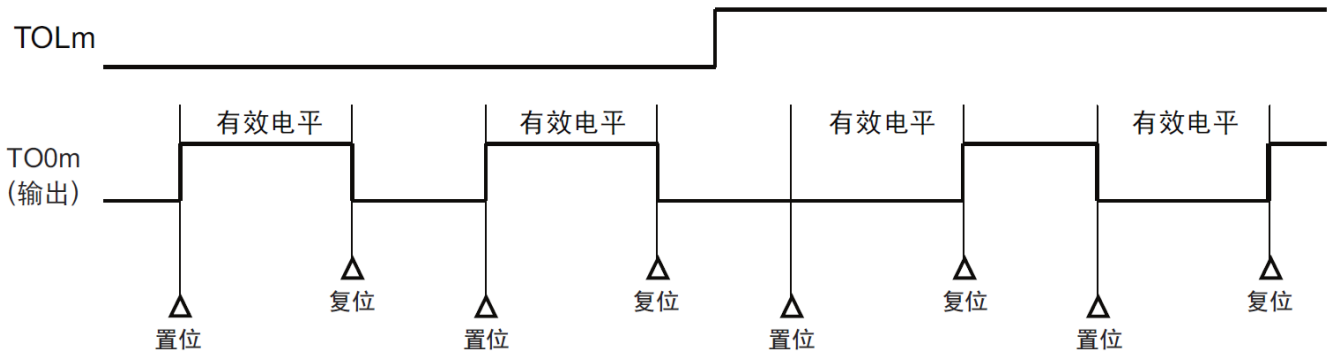 TOLm
有效电平 有效电平 有效电平 有效电平
TO0m
(输出)
复位 复位 复位 复位
置位 置位 置位 置位